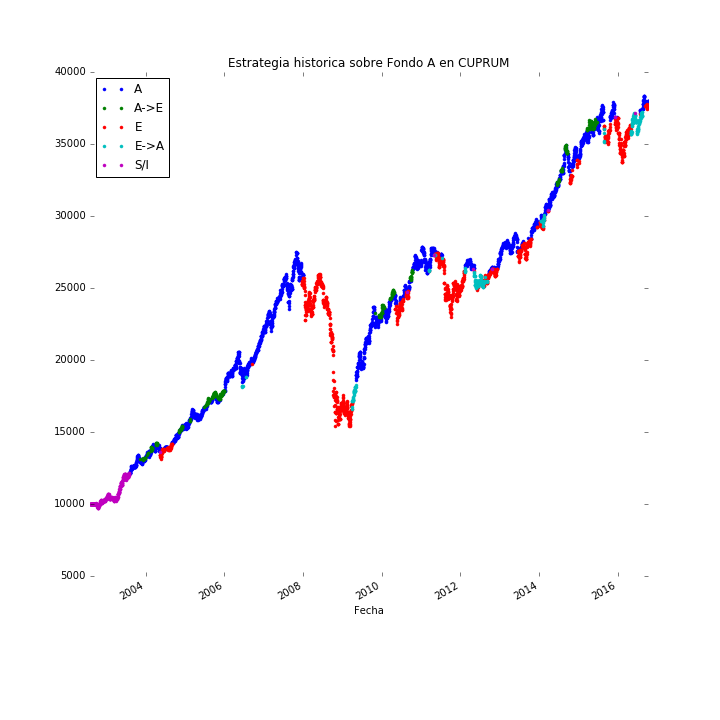 Estrategia historica sobre Fondo A en CUPRUM
40000
35000
30000
25000
20000
15000
10000
5000
A
A->E
E
E->A
S/I
2004 2006 2008 2010 2012 2014 2016
Fecha